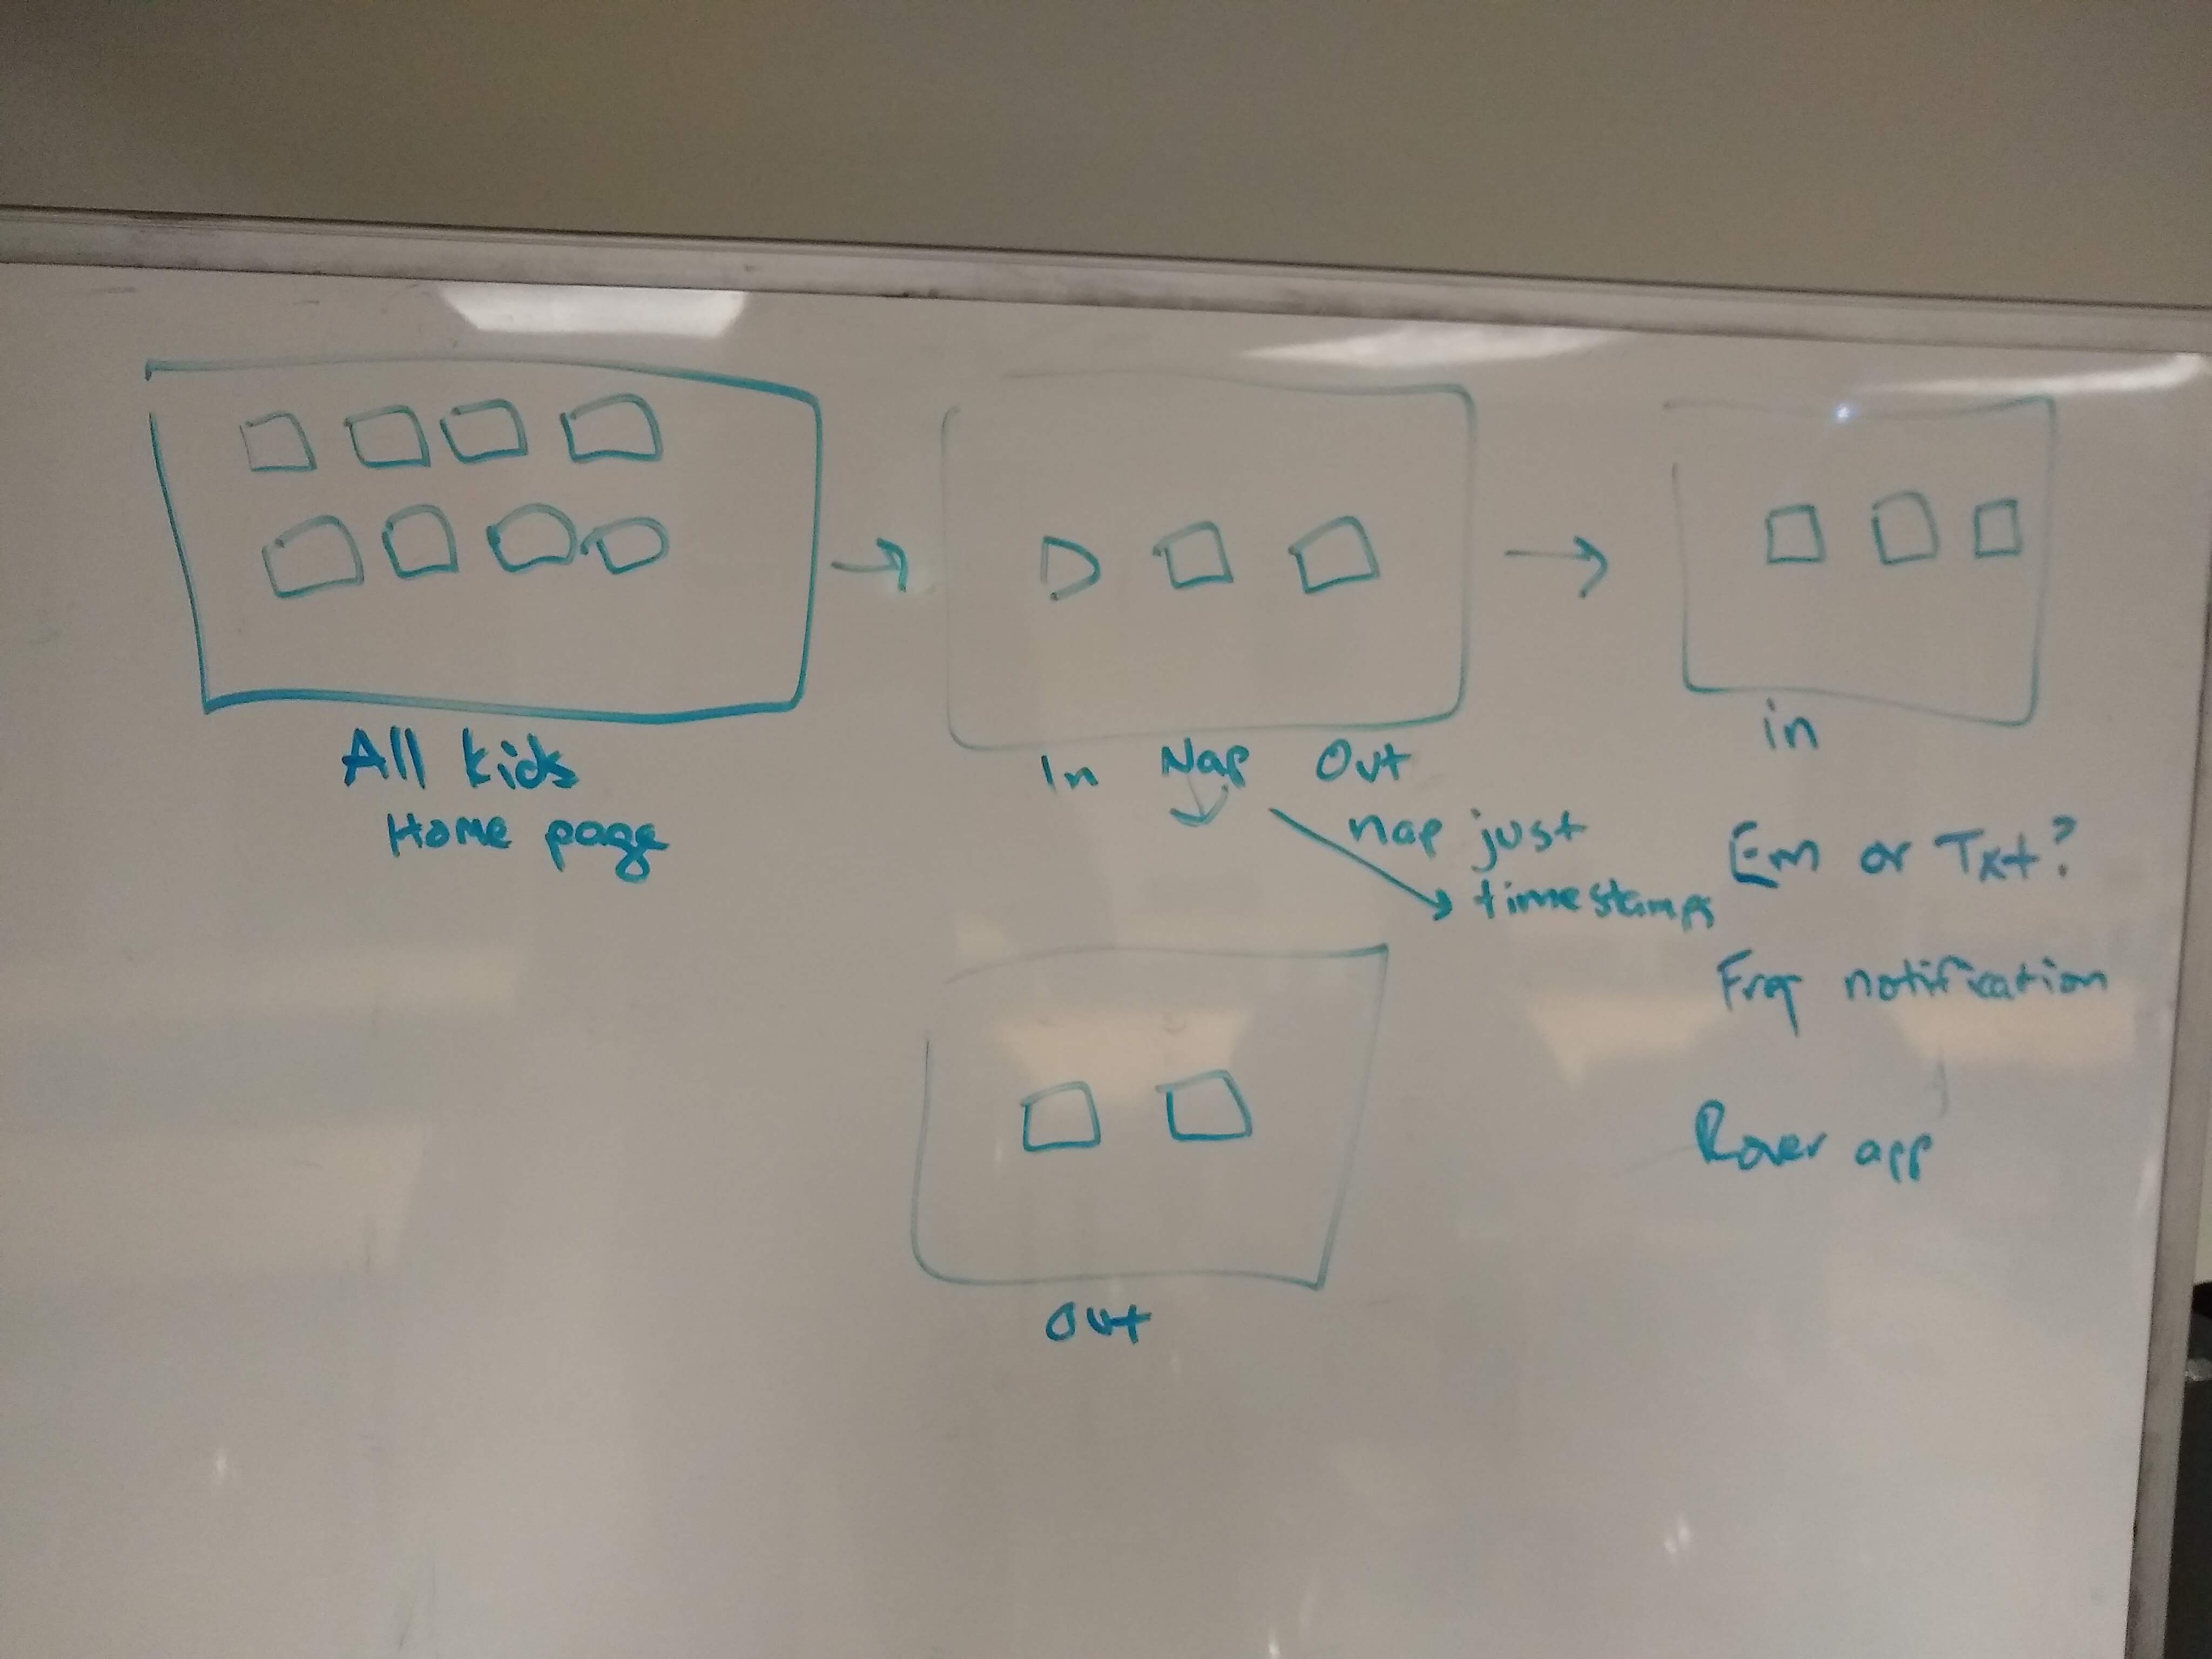 All kids
Home page
In Nap Out
nap just
timestamps
in
Em or Txt?
Frq notification
Rover app
out